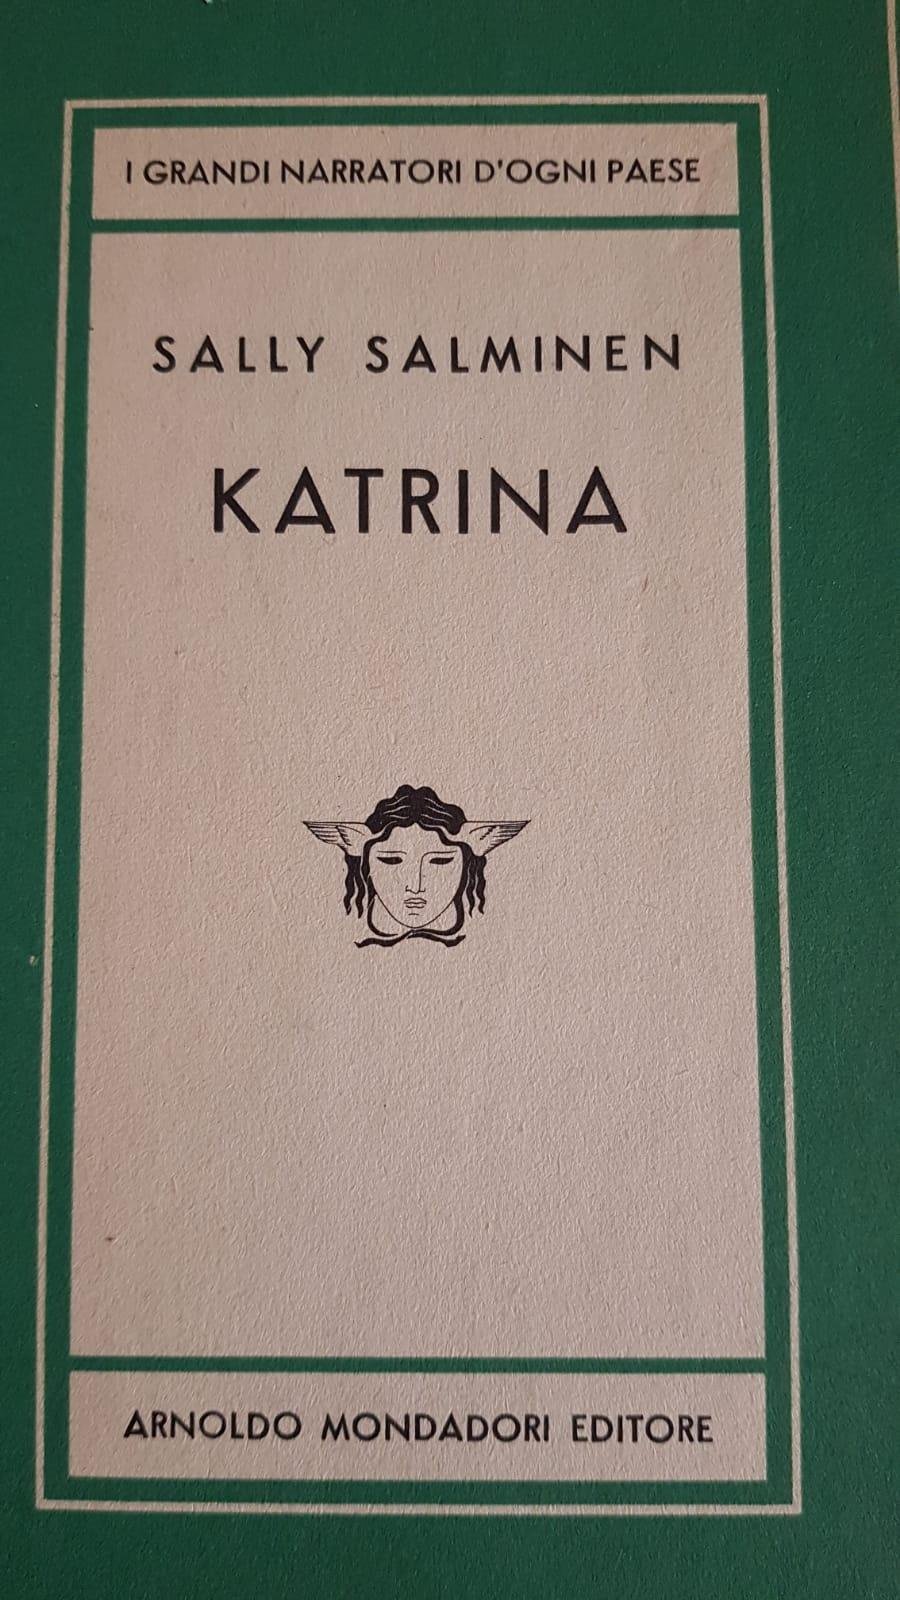 I GRANDI NARRATORI D'OGNI PAESE
SALLY SALMINEN
KATRINA
ARNOLDO MONDADORI EDITORE